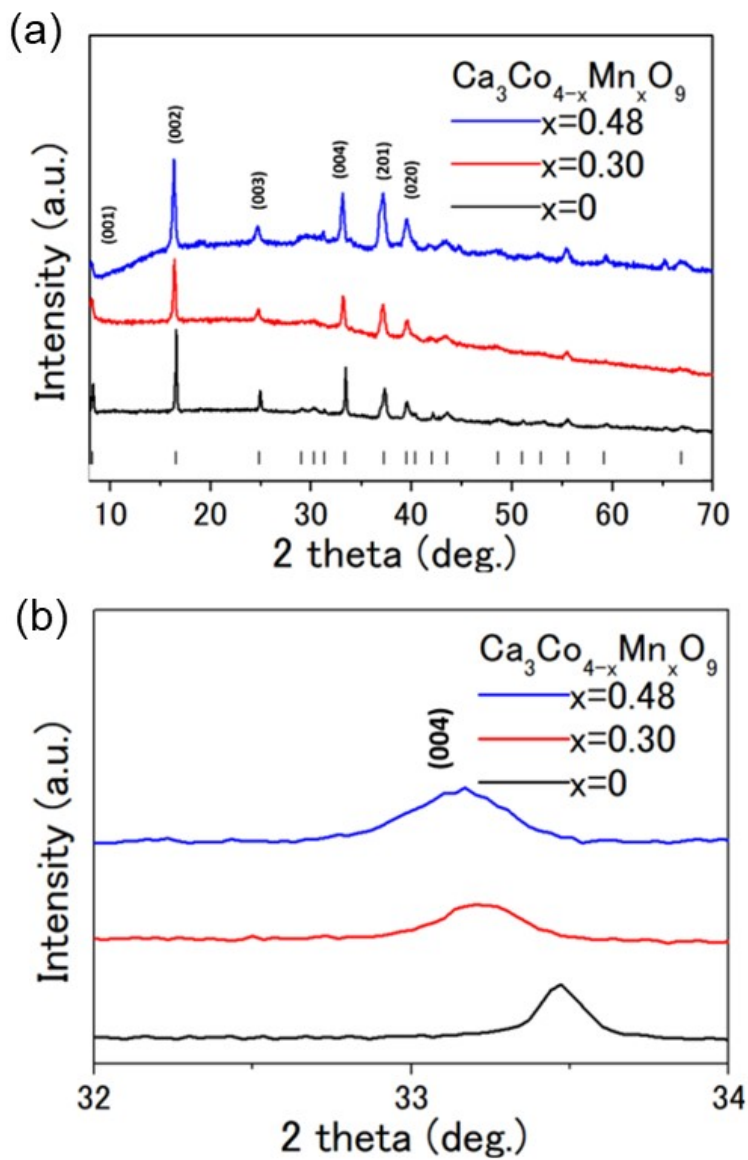 (a)
Ca₃Co₄₋ₓMnₓO₉
x=0.48
x=0.30
x=0
(001)
(002)
(003)
(004)
(201)
(020)
Intensity (a.u.)
10 20 30 40 50 60 70
2 theta (deg.)
(b)
Ca₃Co₄₋ₓMnₓO₉
x=0.48
x=0.30
x=0
(004)
Intensity (a.u.)
32 33 34
2 theta (deg.)